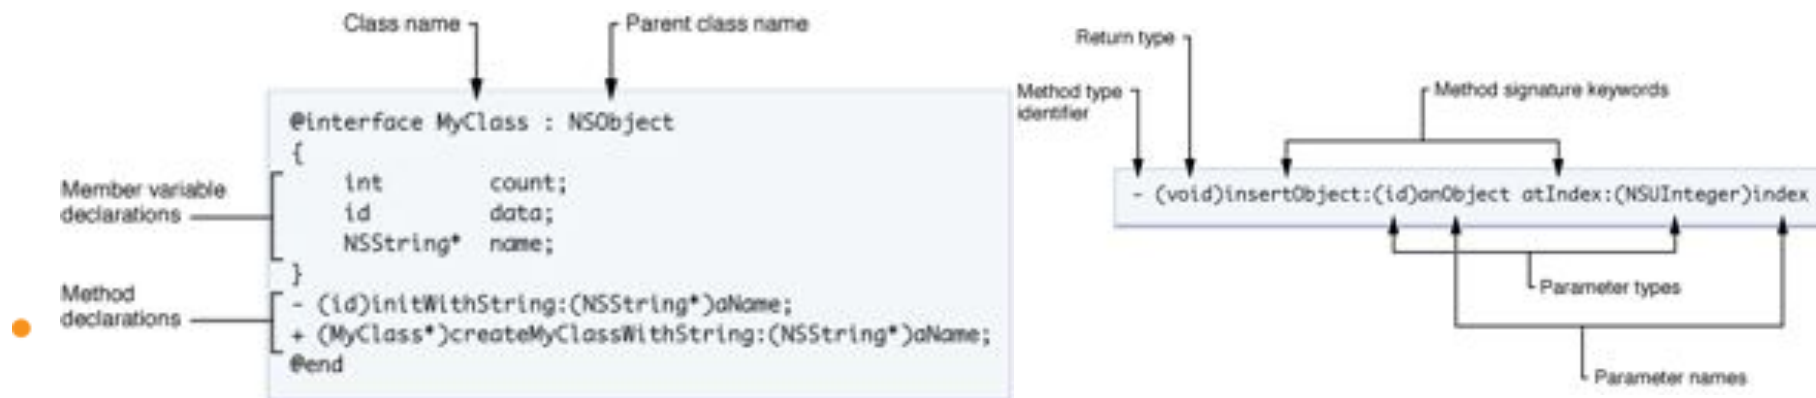 Class name
Parent class name
@interface MyClass : NSObject
{
int count;
id data;
NSString* name;
}
- (id)initWithString:(NSString*)aName;
+ (MyClass*)createMyClassWithString:(NSString*)aName;
@end
Member variable
declarations
Method
declarations
Return type
Method type
identifier
Method signature keywords
- (void)insertObject:(id)anObject atIndex:(NSUInteger)index
Parameter types
Parameter names